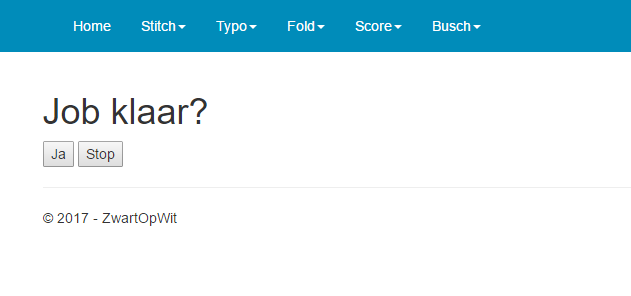 Home Stitch Typo Fold Score Busch
Job klaar?
Ja Stop
© 2017 - ZwartOpWit